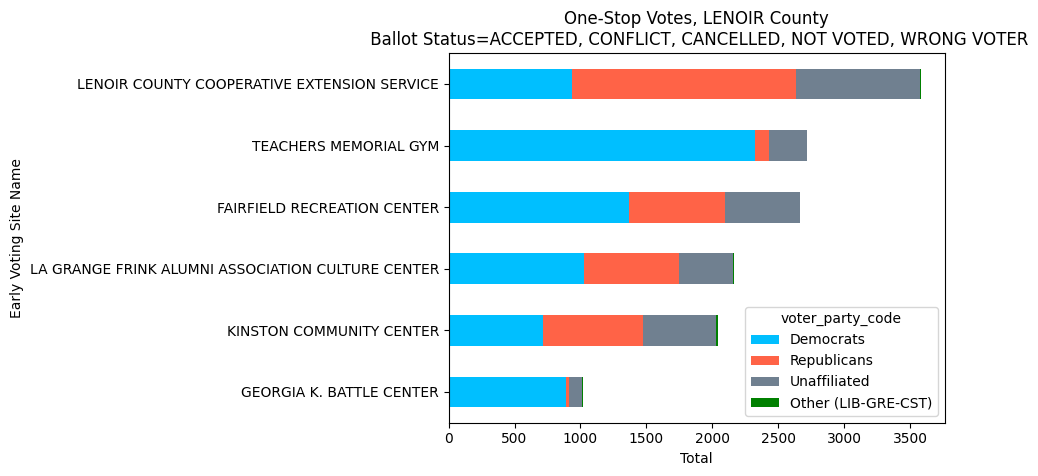 One-Stop Votes, LENOIR County
Ballot Status=ACCEPTED, CONFLICT, CANCELLED, NOT VOTED, WRONG VOTER
Early Voting Site Name
LENOIR COUNTY COOPERATIVE EXTENSION SERVICE
TEACHERS MEMORIAL GYM
FAIRFIELD RECREATION CENTER
LA GRANGE FRINK ALUMNI ASSOCIATION CULTURE CENTER
KINSTON COMMUNITY CENTER
GEORGIA K. BATTLE CENTER
voter_party_code
Democrats
Republicans
Unaffiliated
Other (LIB-GRE-CST)
0 500 1000 1500 2000 2500 3000 3500
Total